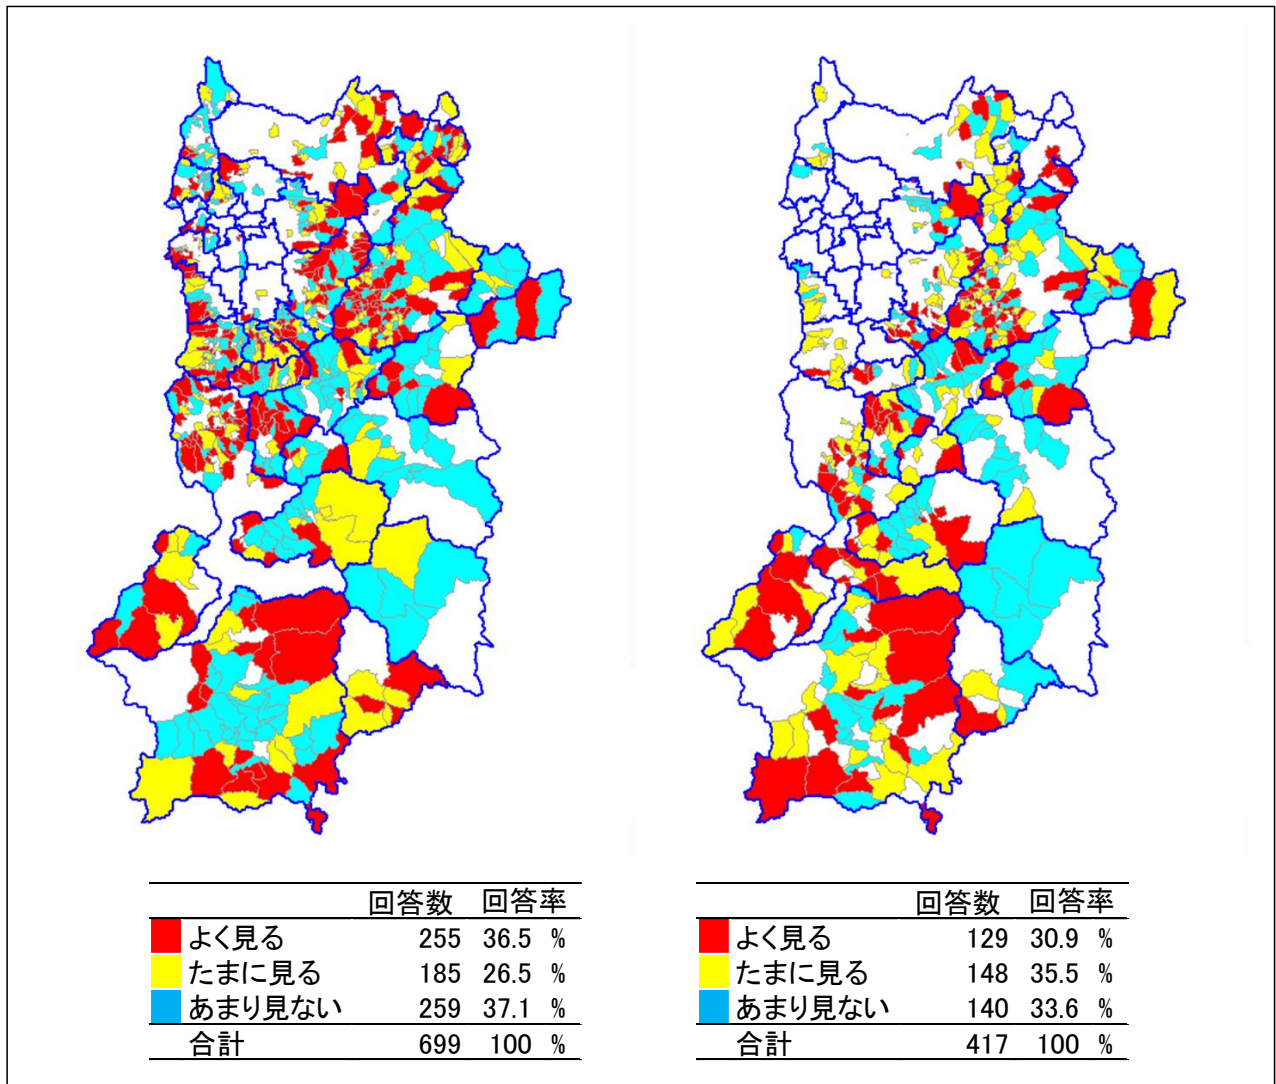 回答数 回答率
よく見る 255 36.5 %
たまに見る 185 26.5 %
あまり見ない 259 37.1 %
合計 699 100 %
回答数 回答率
よく見る 129 30.9 %
たまに見る 148 35.5 %
あまり見ない 140 33.6 %
合計 417 100 %